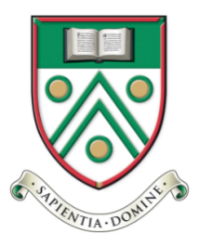 SAPIENTIA · DOMINE